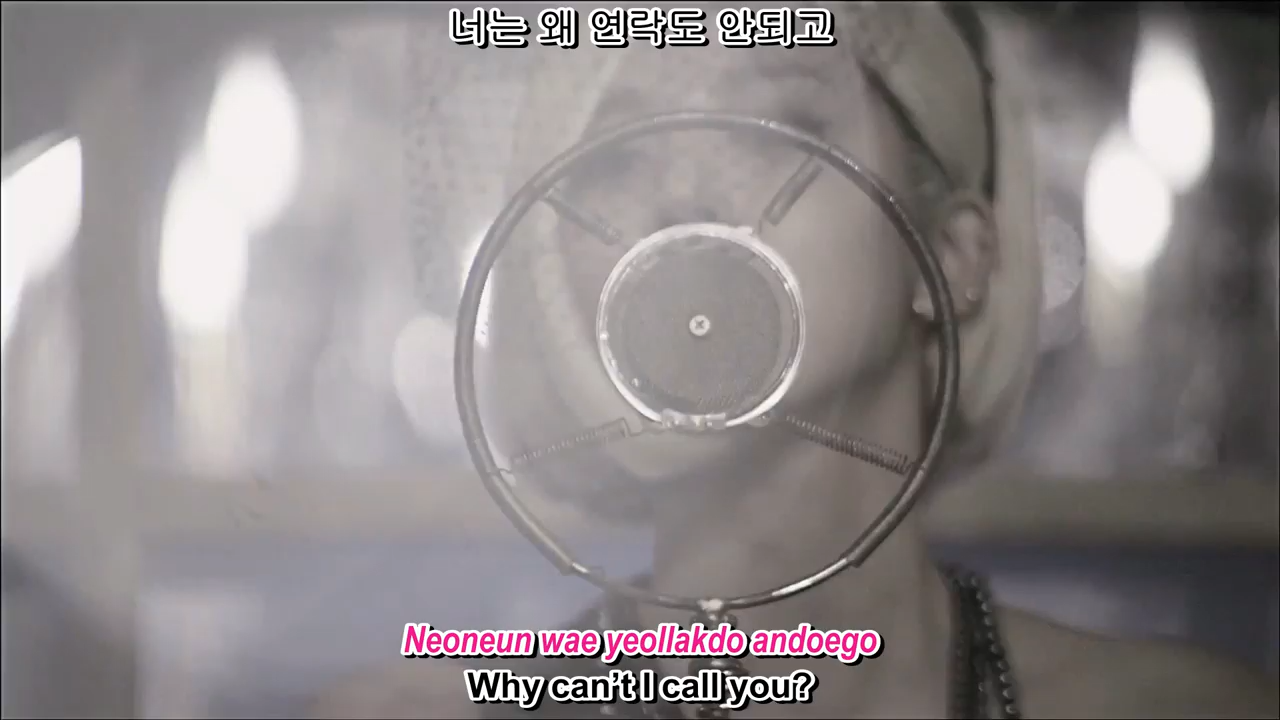 너는 왜 연락도 안되고
Neoneun wae yeollakdo andoego
Why can't I call you?